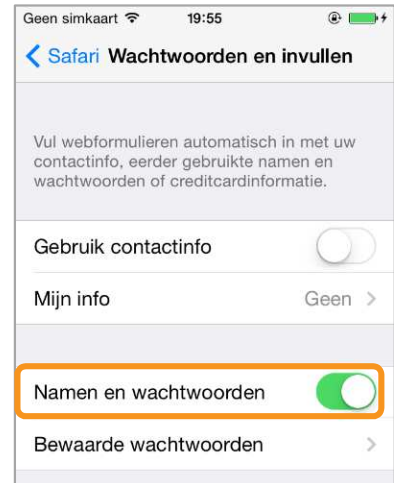 Geen simkaart 19:55
Safari Wachtwoorden en invullen
Vul webformulieren automatisch in met uw
contactinfo, eerder gebruikte namen en
wachtwoorden of creditcardinformatie.
Gebruik contactinfo
Mijn info Geen >
Namen en wachtwoorden
Bewaarde wachtwoorden >